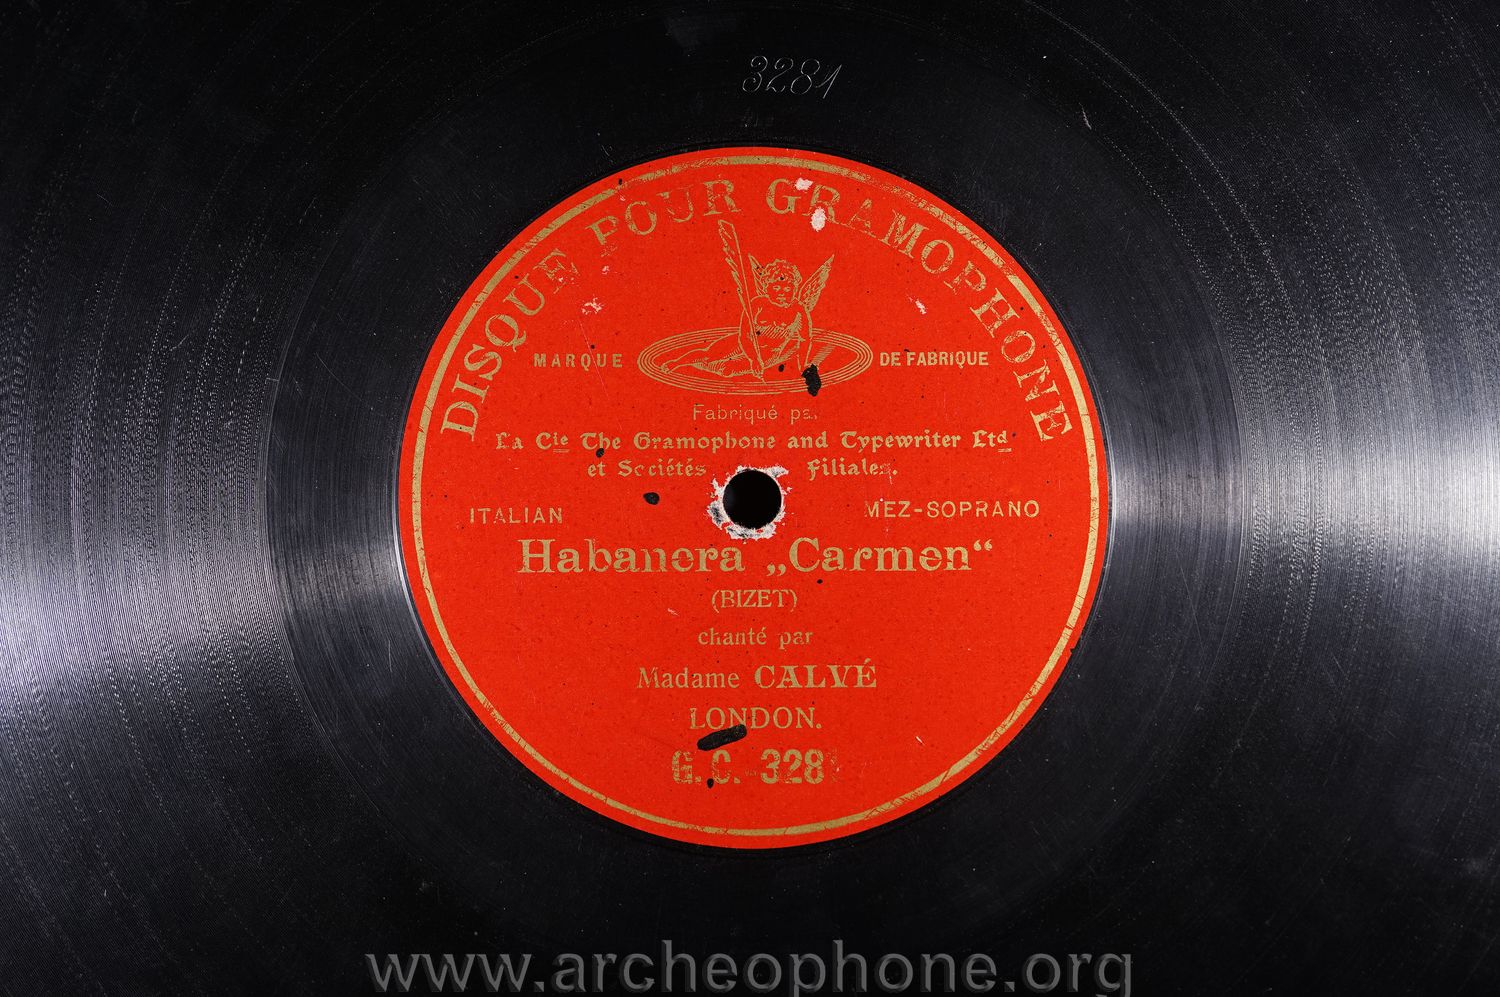 3281
DISQUE POUR GRAMOPHONE
MARQUE DE FABRIQUE
Fabriqué par
La Cie The Gramophone and Typewriter Ltd
et Sociétés Filiales.
ITALIAN MEZ-SOPRANO
Habanera „Carmen“
(BIZET)
chanté par
Madame CALVÉ
LONDON.
G.C.-3281
www.archeophone.org